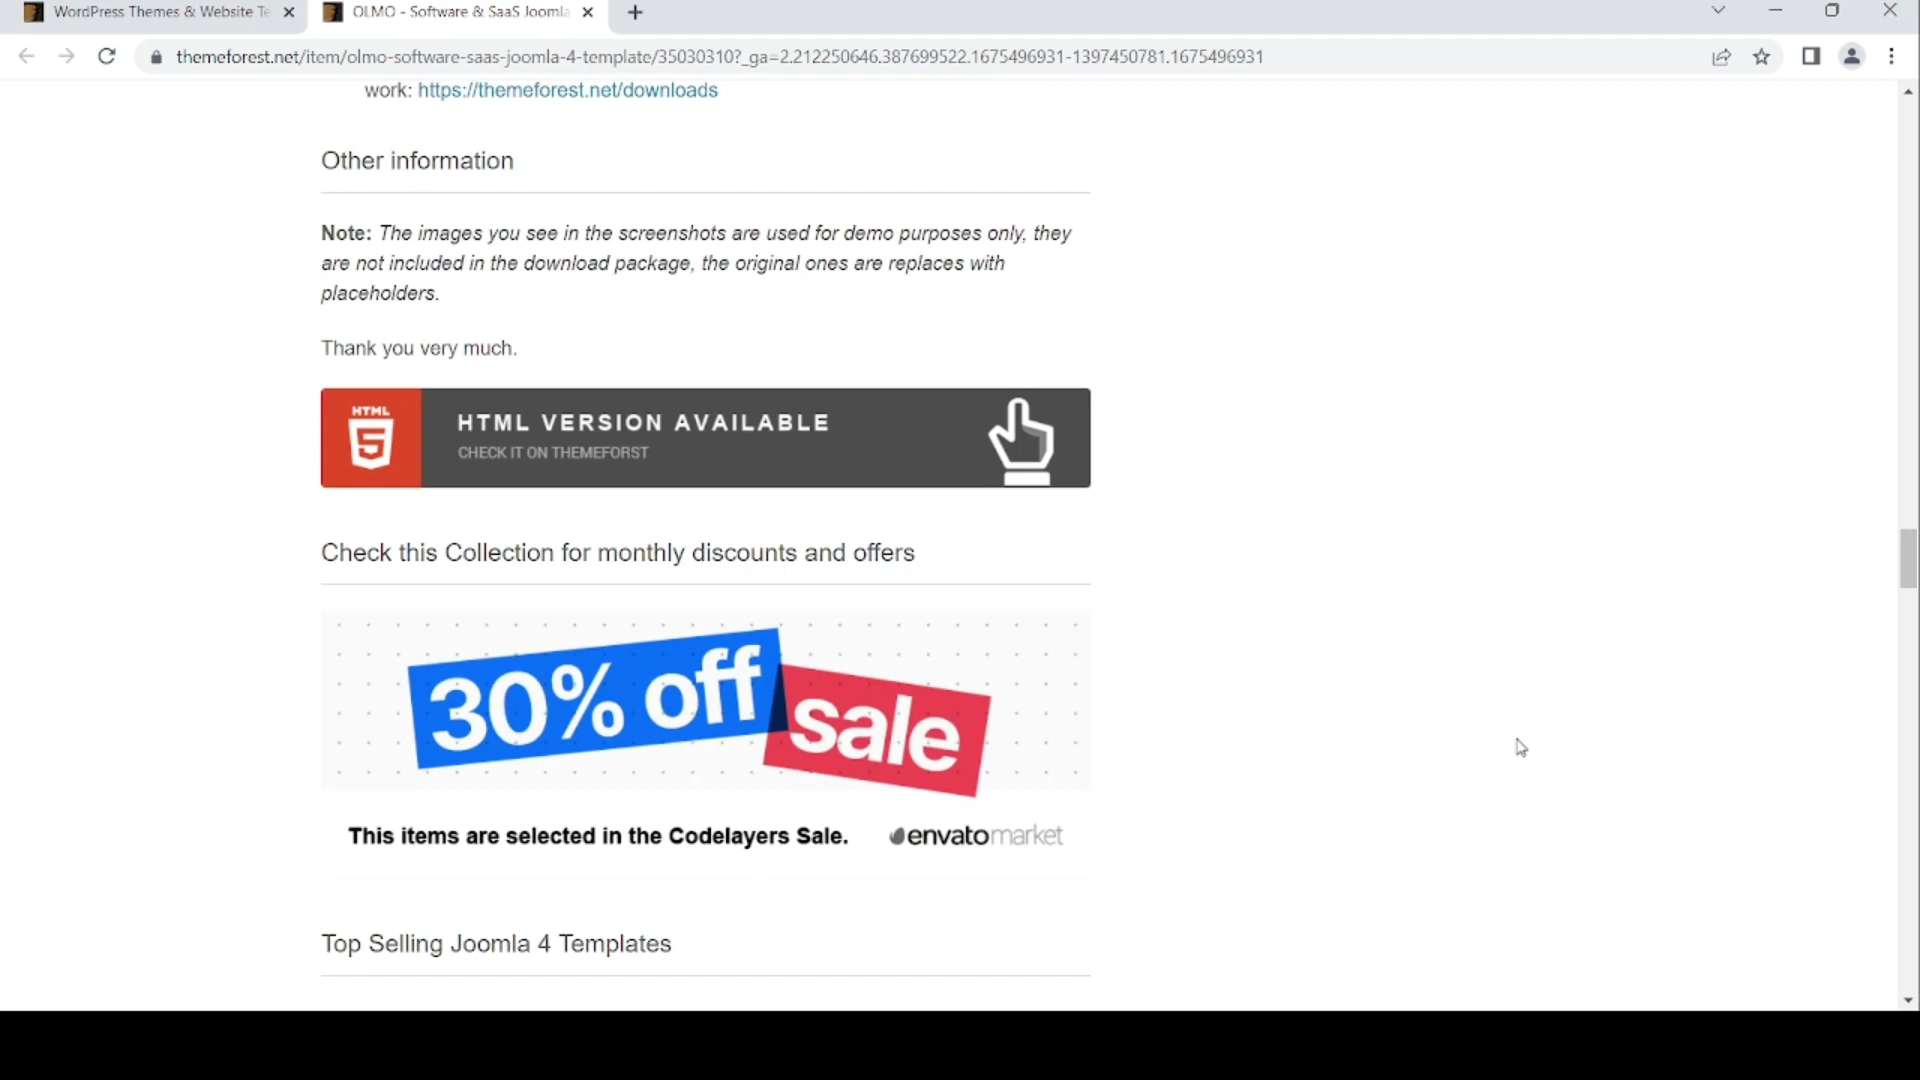 WordPress Themes & Website Te
OLMO - Software & SaaS Joomla
themeforest.net/item/olmo-software-saas-joomla-4-template/35030310?_ga=2.212250646.387699522.1675496931-1397450781.1675496931
work: https://themeforest.net/downloads
Other information
Note: The images you see in the screenshots are used for demo purposes only, they
are not included in the download package, the original ones are replaces with
placeholders.
Thank you very much.
HTML
5
HTML VERSION AVAILABLE
CHECK IT ON THEMEFORST
Check this Collection for monthly discounts and offers
30% off
sale
This items are selected in the Codelayers Sale.
envatomarket
Top Selling Joomla 4 Templates